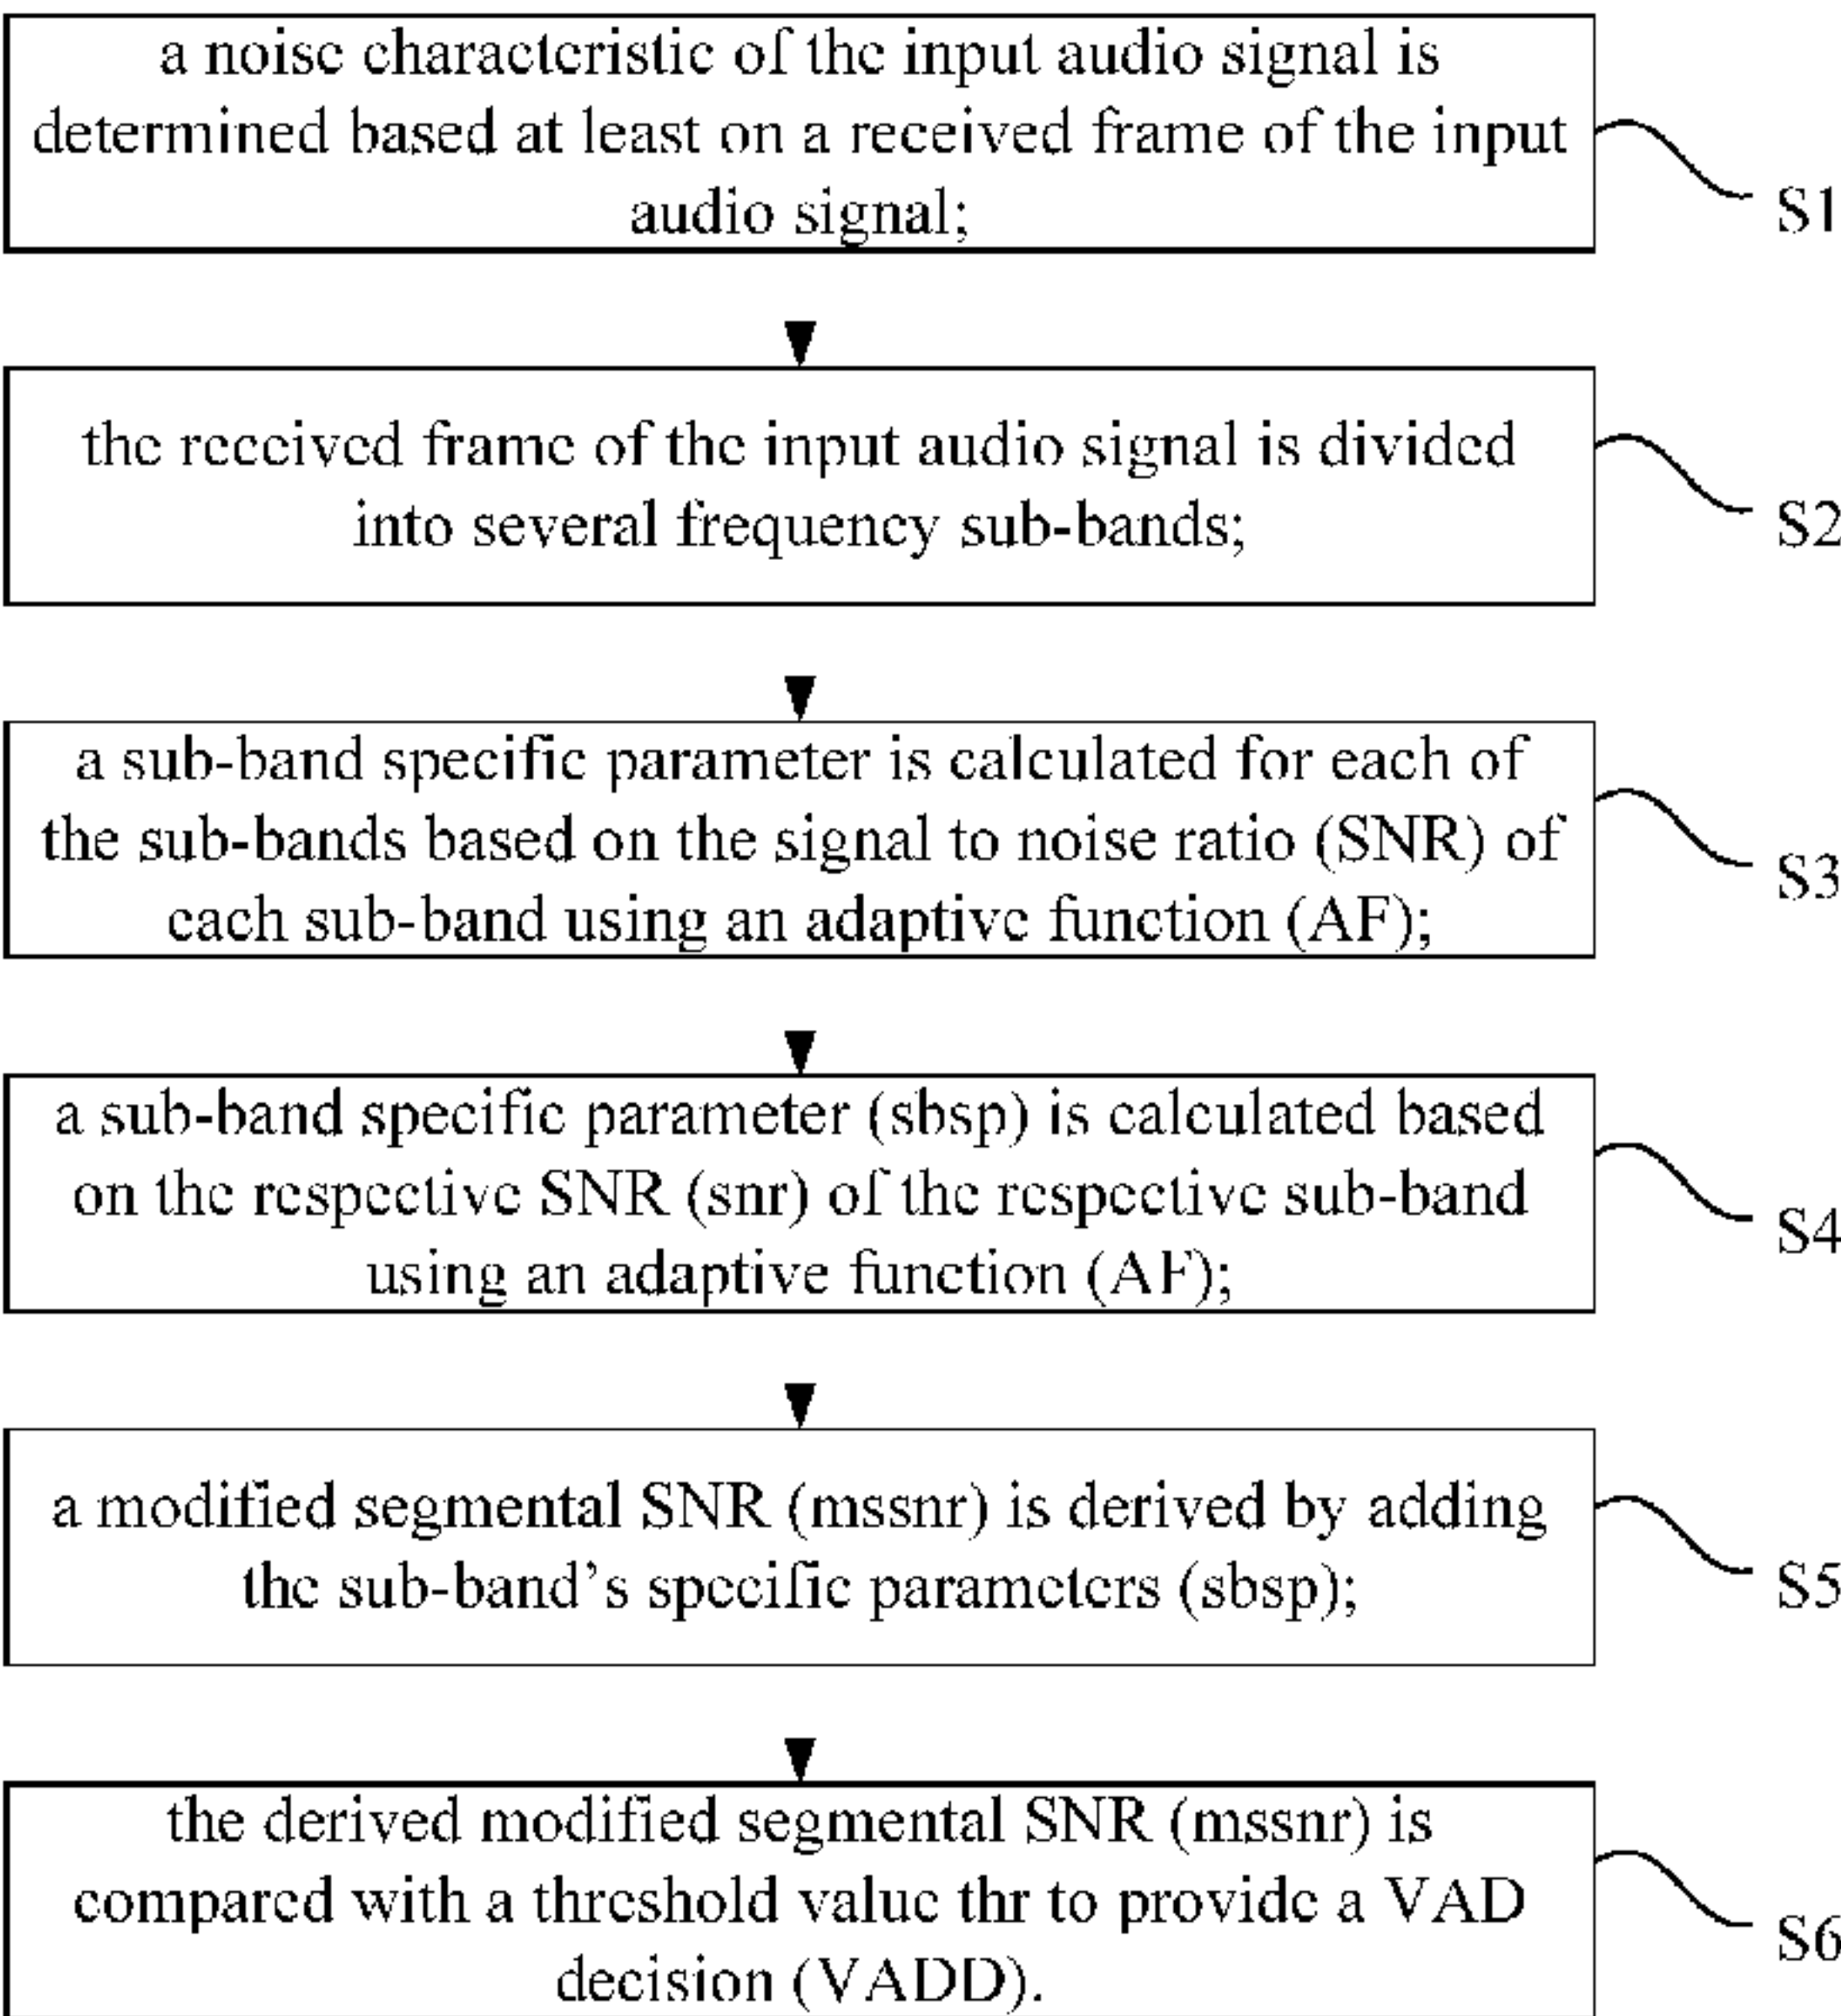 a noise characteristic of the input audio signal is
determined based at least on a received frame of the input
audio signal;
S1
the received frame of the input audio signal is divided
into several frequency sub-bands;
S2
a sub-band specific parameter is calculated for each of
the sub-bands based on the signal to noise ratio (SNR) of
each sub-band using an adaptive function (AF);
S3
a sub-band specific parameter (sbsp) is calculated based
on the respective SNR (snr) of the respective sub-band
using an adaptive function (AF);
S4
a modified segmental SNR (mssnr) is derived by adding
the sub-band’s specific parameters (sbsp);
S5
the derived modified segmental SNR (mssnr) is
compared with a threshold value thr to provide a VAD
decision (VADD).
S6